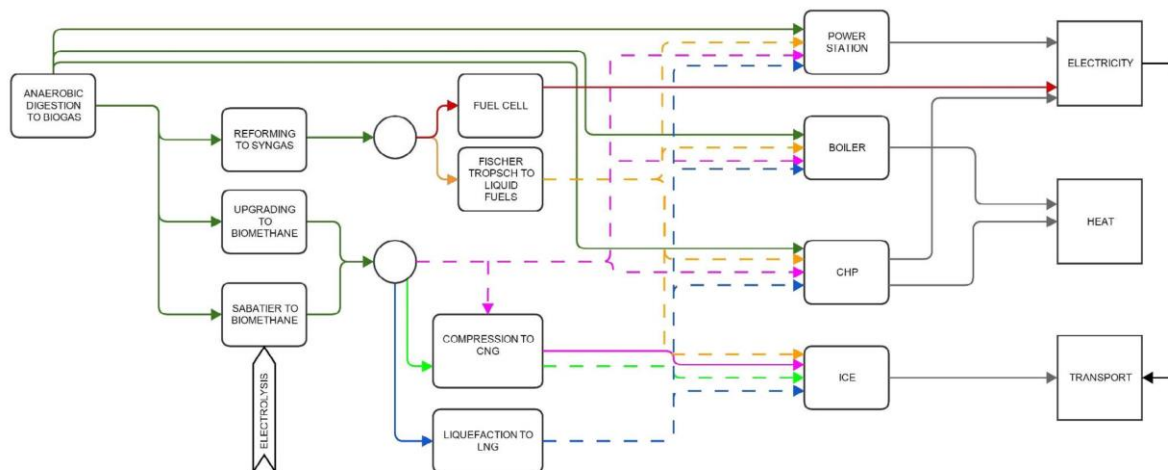 POWER
STATION
ELECTRICITY
ANAEROBIC
DIGESTION
TO BIOGAS
FUEL CELL
REFORMING
TO SYNGAS
BOILER
FISCHER
TROPSCH TO
LIQUID
FUELS
UPGRADING
TO
BIOMETHANE
HEAT
CHP
SABATIER TO
BIOMETHANE
COMPRESSION TO
CNG
ICE
TRANSPORT
ELECTROLYSIS
LIQUEFACTION TO
LNG